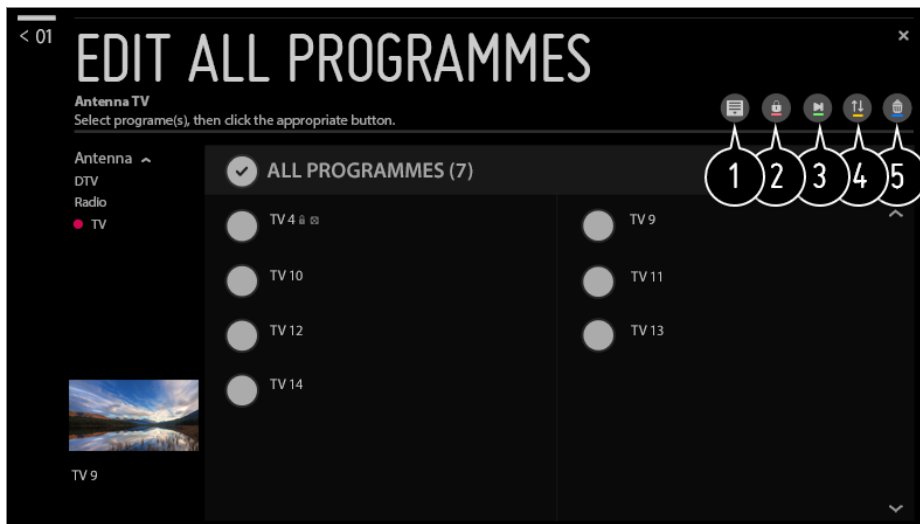 < 01
EDIT ALL PROGRAMMES
Antenna TV
Select programe(s), then click the appropriate button.
1 2 3 4 5
Antenna
DTV
Radio
TV
ALL PROGRAMMES (7)
TV 4
TV 9
TV 10
TV 11
TV 12
TV 13
TV 14
TV 9